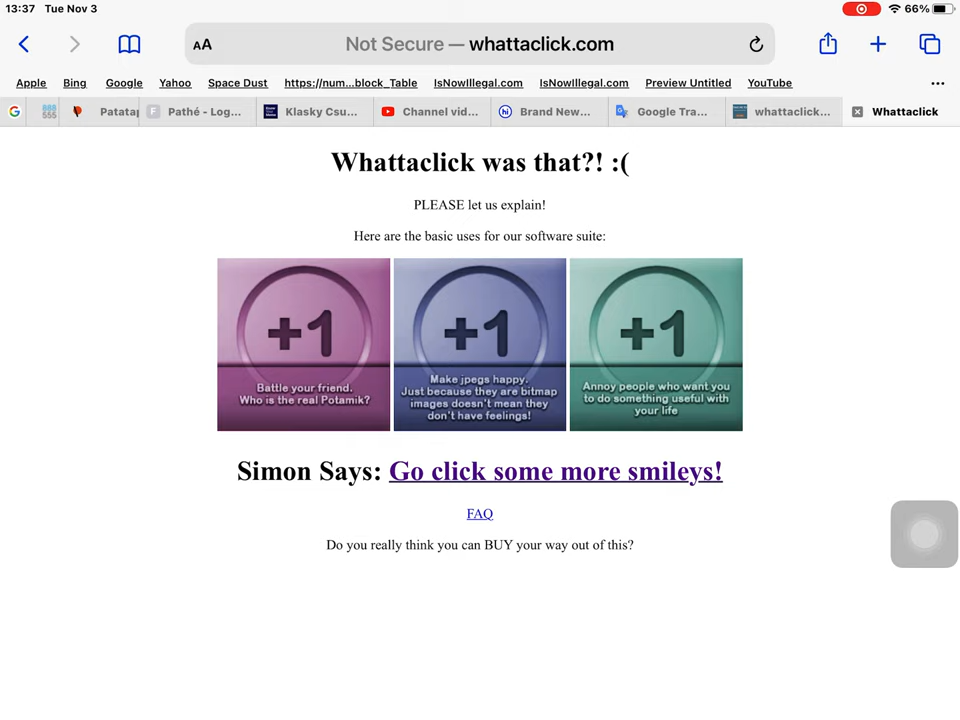 13:37 Tue Nov 3
66%
AA
Not Secure — whattaclick.com
Apple Bing Google Yahoo Space Dust https://num...block_Table IsNowIllegal.com IsNowIllegal.com Preview Untitled YouTube
Patata Pathé - Log... Klasky Csu... Channel vid... Brand New... Google Tra... whattaclick... Whattaclick
Whattaclick was that?! :(
PLEASE let us explain!
Here are the basic uses for our software suite:
+1
Battle your friend.
Who is the real Potamik?
+1
Make jpegs happy.
Just because they are bitmap
images doesn't mean they
don't have feelings!
+1
Annoy people who want you
to do something useful with
your life
Simon Says: Go click some more smileys!
FAQ
Do you really think you can BUY your way out of this?